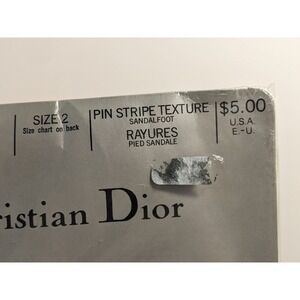 SIZE 2
Size chart on back
PIN STRIPE TEXTURE
SANDALFOOT
RAYURES
PIED SANDALE
$5.00
U.S.A.
E.-U.
ristian Dior